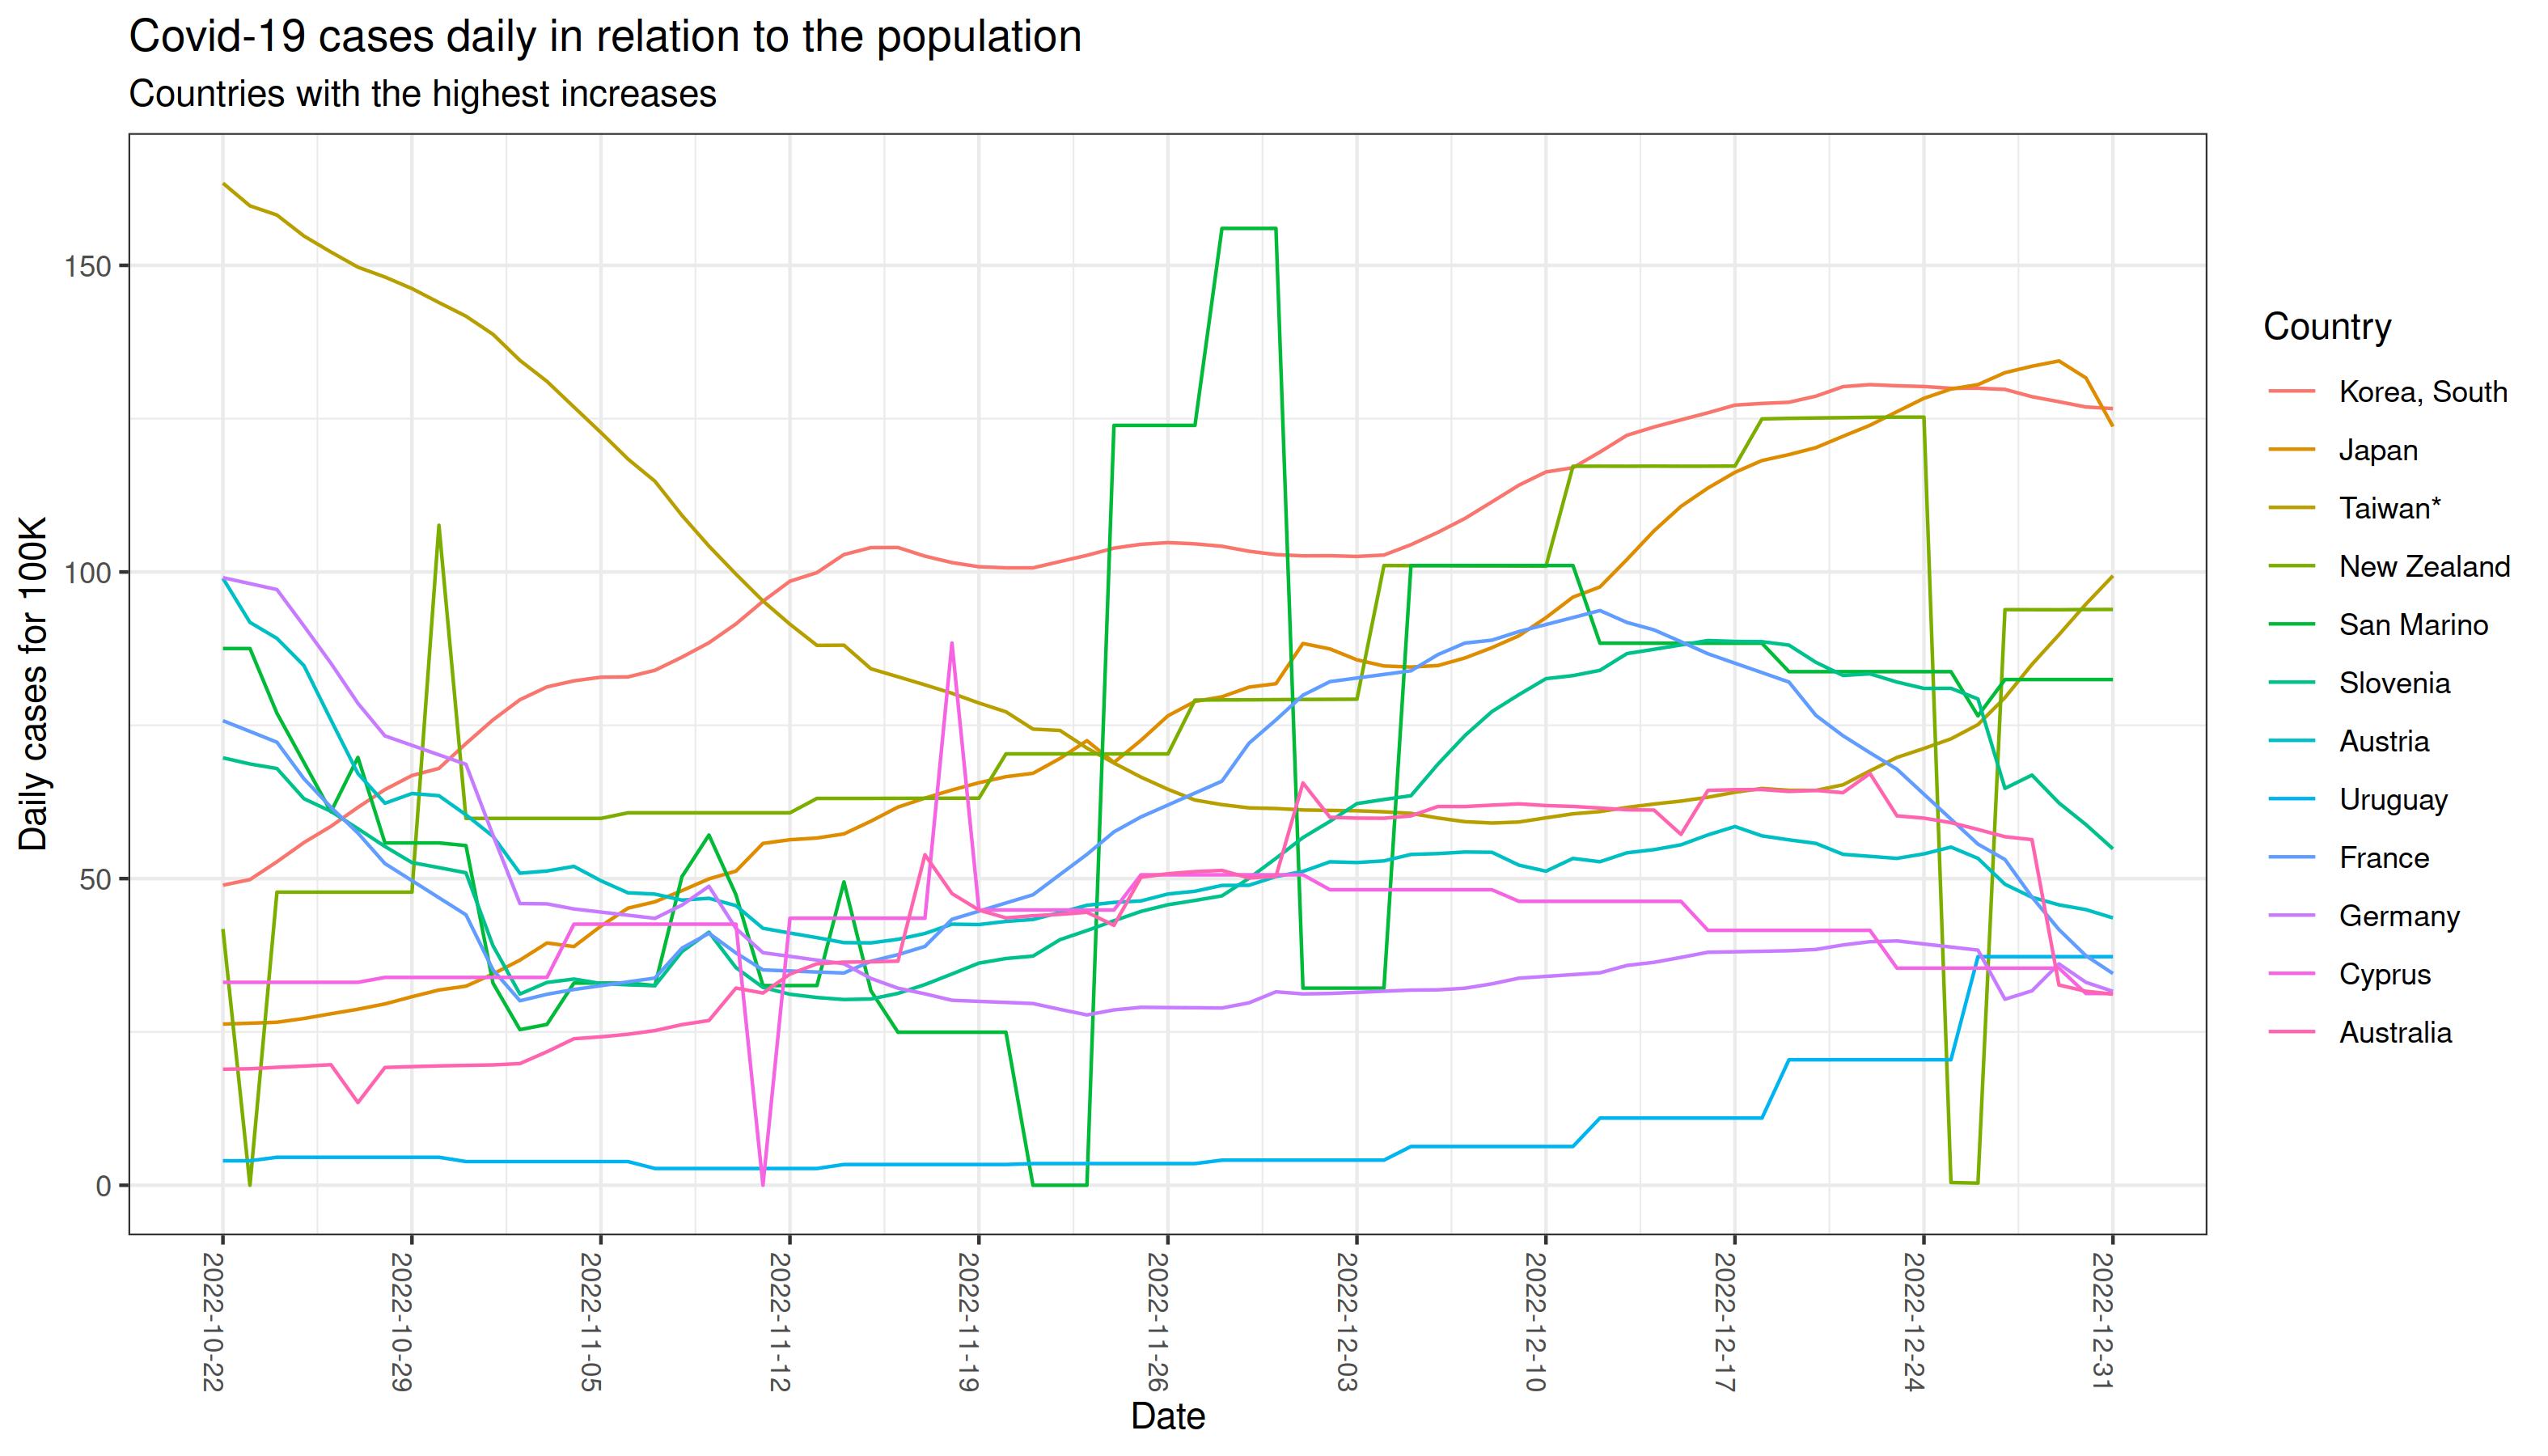 Covid-19 cases daily in relation to the population
Countries with the highest increases
Daily cases for 100K
150
100
50
0
2022-10-22
2022-10-29
2022-11-05
2022-11-12
2022-11-19
2022-11-26
2022-12-03
2022-12-10
2022-12-17
2022-12-24
2022-12-31
Date
Country
Korea, South
Japan
Taiwan*
New Zealand
San Marino
Slovenia
Austria
Uruguay
France
Germany
Cyprus
Australia